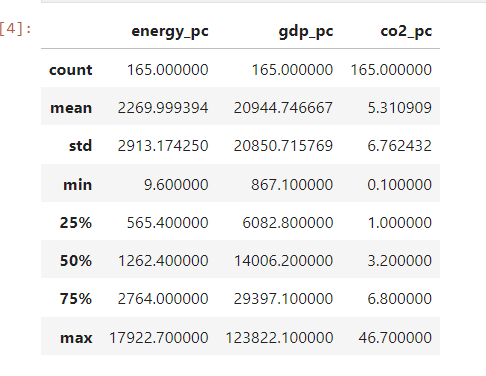 [4]:
energy_pc gdp_pc co2_pc
count 165.000000 165.000000 165.000000
mean 2269.999394 20944.746667 5.310909
std 2913.174250 20850.715769 6.762432
min 9.600000 867.100000 0.100000
25% 565.400000 6082.800000 1.000000
50% 1262.400000 14006.200000 3.200000
75% 2764.000000 29397.100000 6.800000
max 17922.700000 123822.100000 46.700000